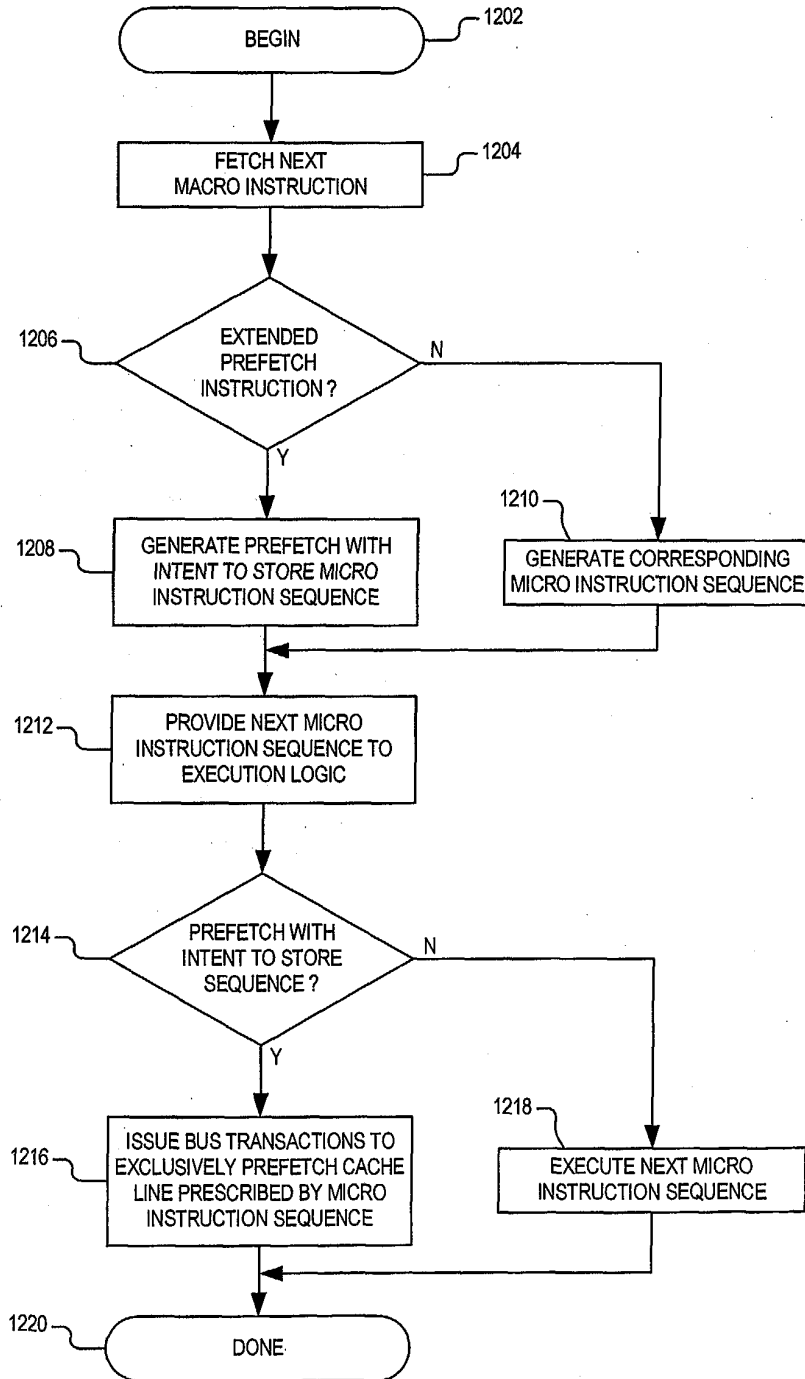 BEGIN
1202
FETCH NEXT
MACRO INSTRUCTION
1204
1206
EXTENDED
PREFETCH
INSTRUCTION ?
N
Y
1208
GENERATE PREFETCH WITH
INTENT TO STORE MICRO
INSTRUCTION SEQUENCE
1210
GENERATE CORRESPONDING
MICRO INSTRUCTION SEQUENCE
1212
PROVIDE NEXT MICRO
INSTRUCTION SEQUENCE TO
EXECUTION LOGIC
1214
PREFETCH WITH
INTENT TO STORE
SEQUENCE ?
N
Y
1216
ISSUE BUS TRANSACTIONS TO
EXCLUSIVELY PREFETCH CACHE
LINE PRESCRIBED BY MICRO
INSTRUCTION SEQUENCE
1218
EXECUTE NEXT MICRO
INSTRUCTION SEQUENCE
1220
DONE